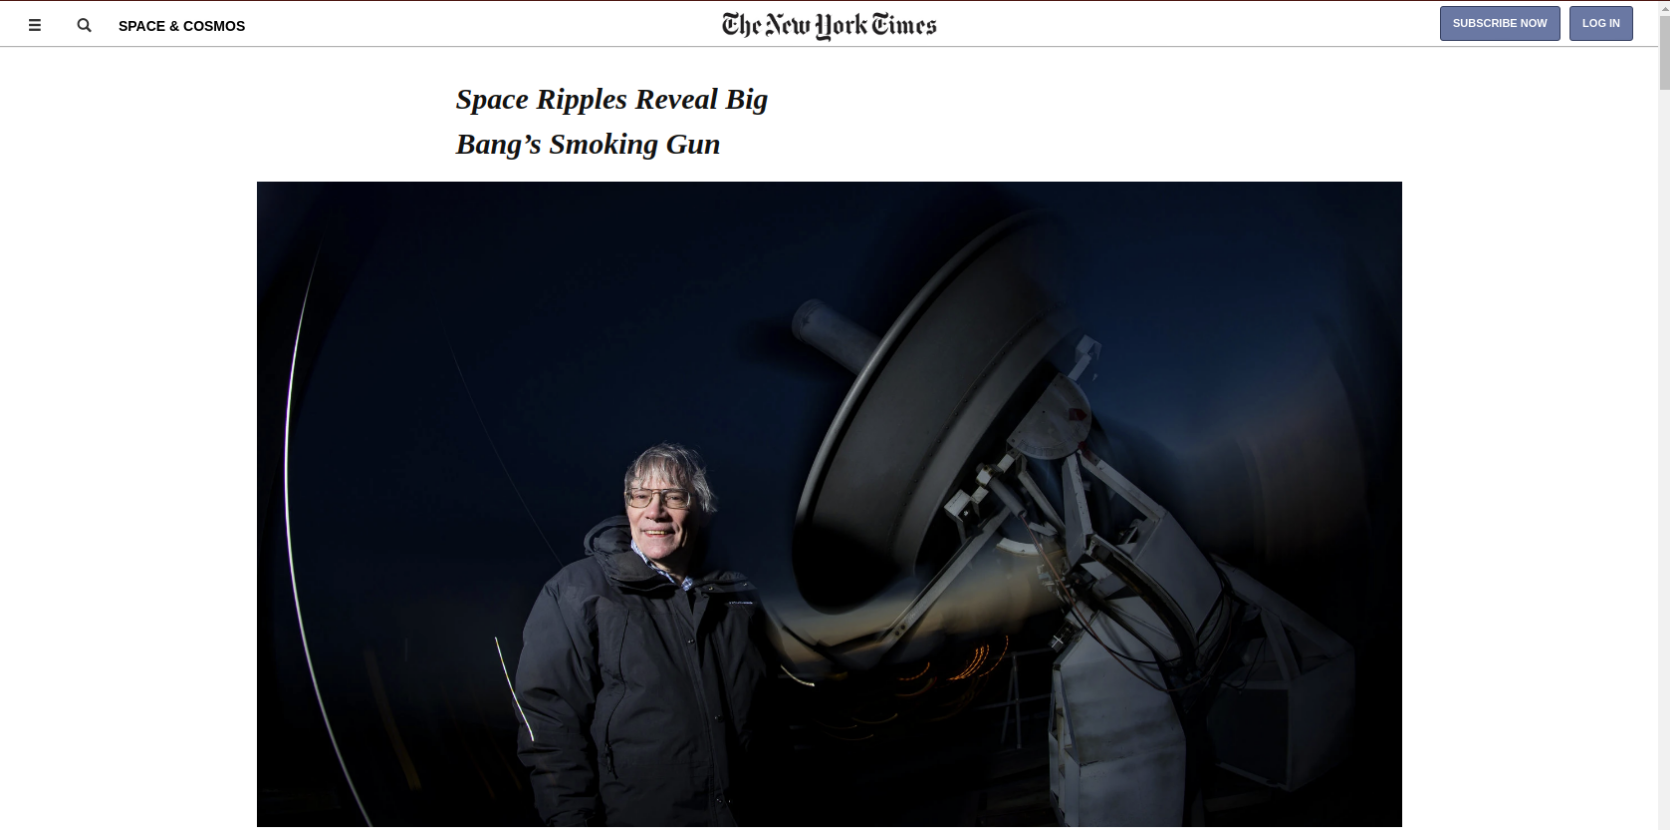 SPACE & COSMOS
The New York Times
SUBSCRIBE NOW
LOG IN
Space Ripples Reveal Big
Bang’s Smoking Gun